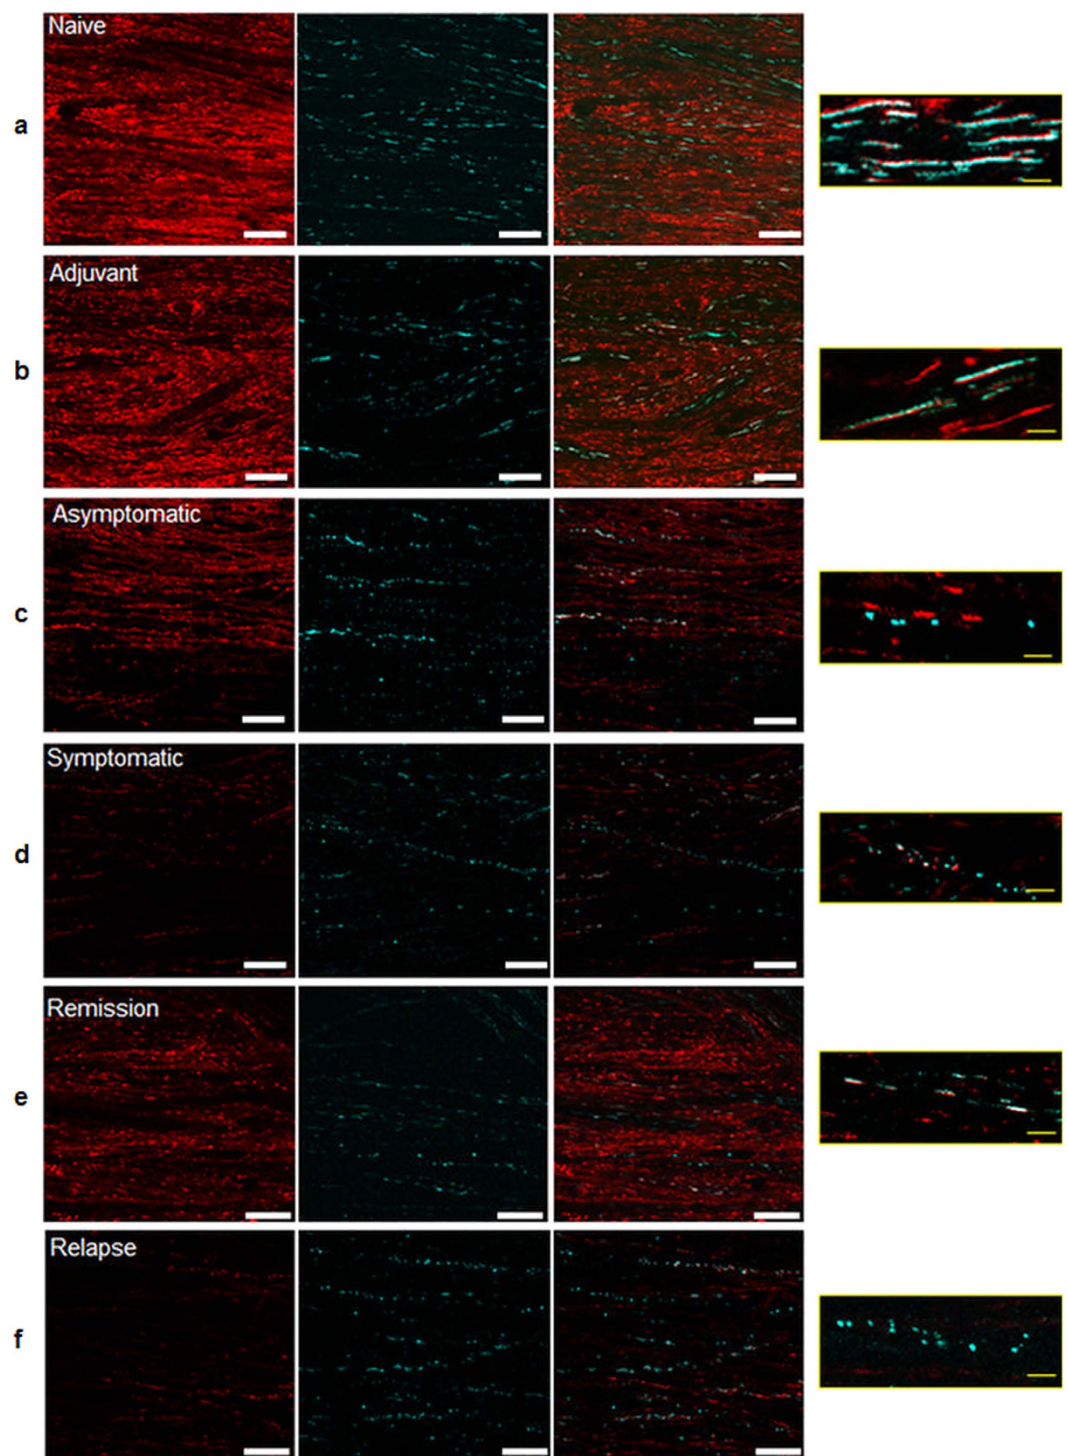 Naive
a
Adjuvant
b
Asymptomatic
c
Symptomatic
d
Remission
e
Relapse
f